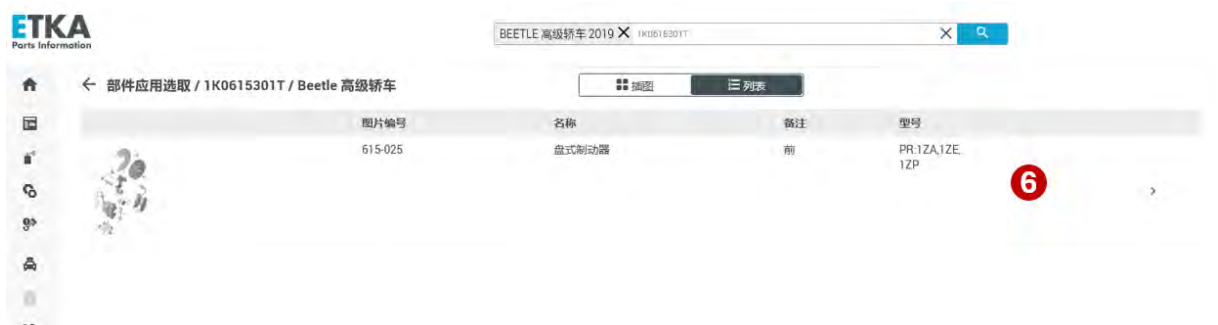 ETKA
Parts Information
BEETLE 高级轿车 2019 X 1K0615301T X
← 部件应用选取 / 1K0615301T / Beetle 高级轿车
插图 列表
图片编号 名称 备注 型号
615-025 盘式制动器 前 PR:1ZA,1ZE,
1ZP
6